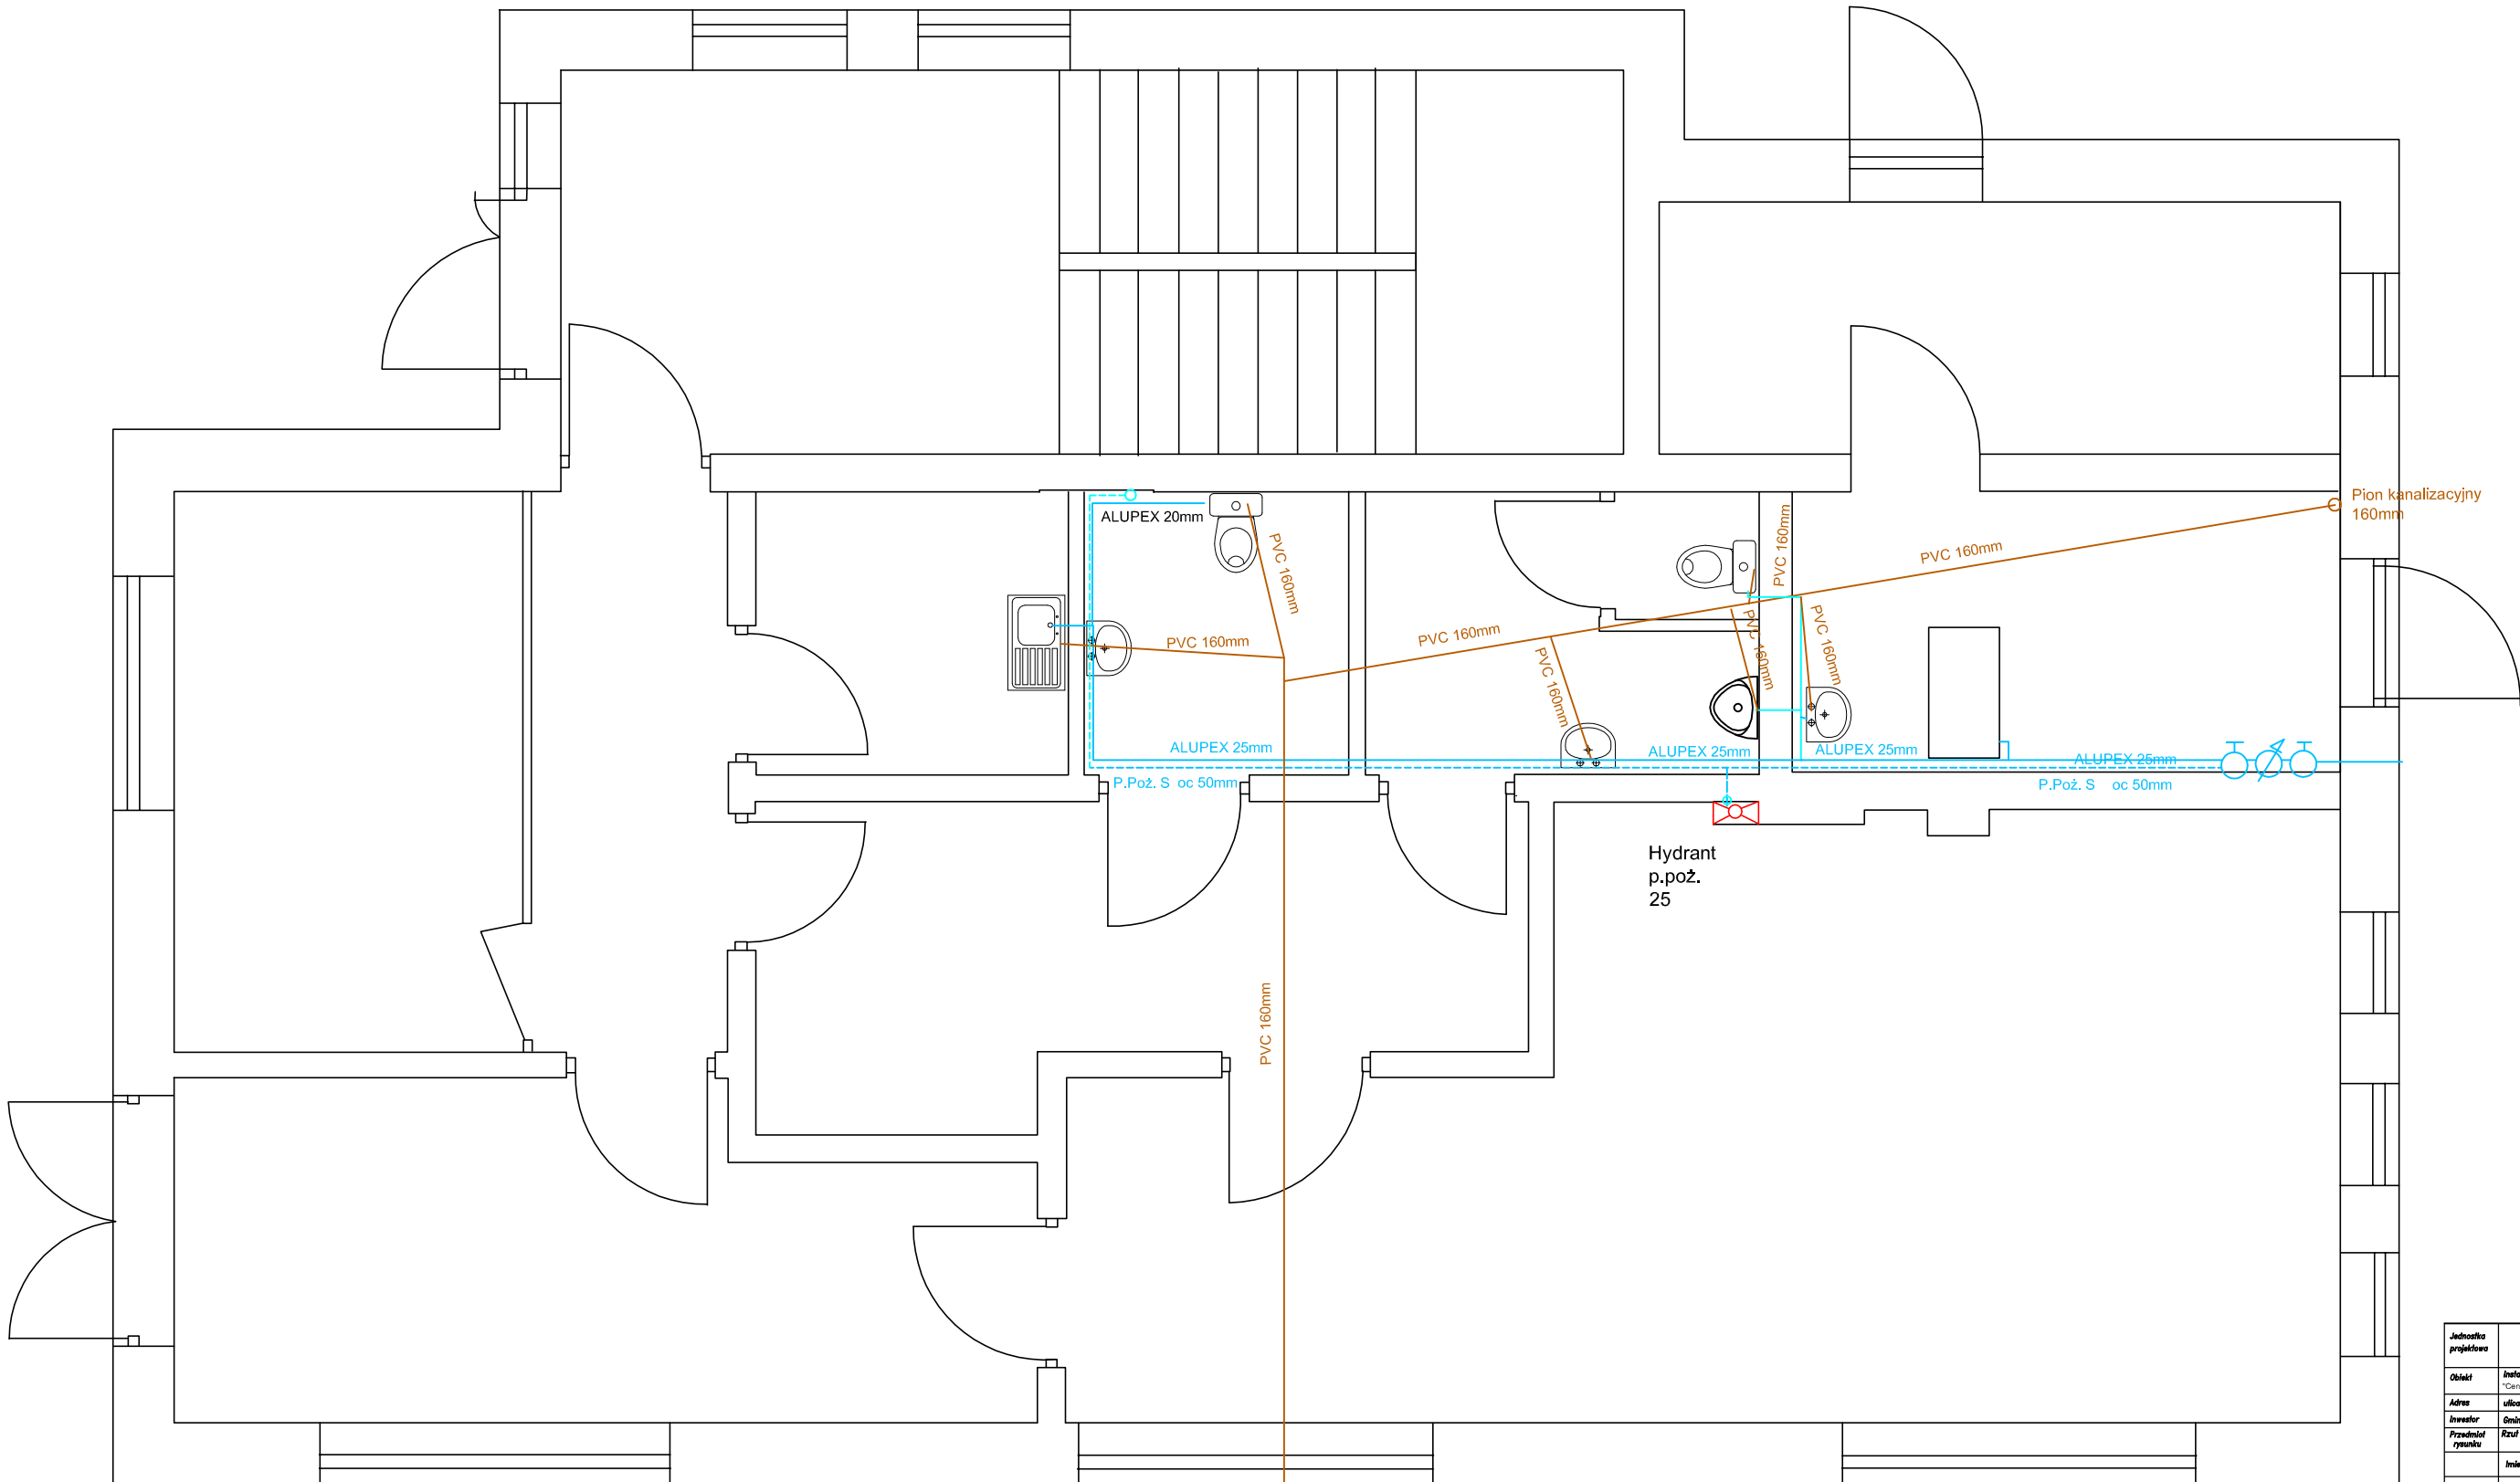 Pion kanalizacyjny
160mm
ALUPEX 20mm
PVC 160mm
PVC 160mm
PVC 160mm
PVC 160mm
PVC 160mm
PVC 160mm
PVC 160mm
PVC 160mm
ALUPEX 25mm
ALUPEX 25mm
ALUPEX 25mm
ALUPEX 25mm
P.Poż. S oc 50mm
P.Poż. S oc 50mm
Hydrant
p.poż.
25
PVC 160mm
Jednostka
projektowa
Obiekt
"Cen
Adres
Inwestor
Przedmiot
rysunku
Rzut